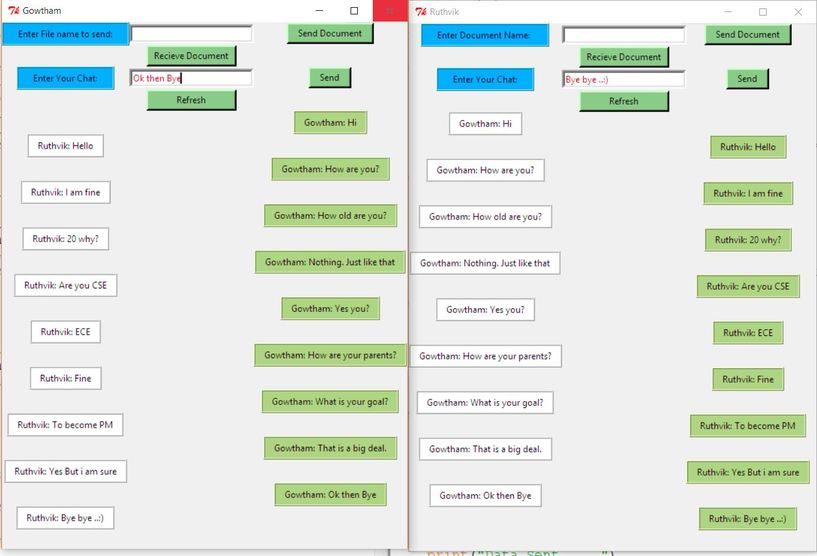 Gowtham
Enter File name to send:
Send Document
Recieve Document
Enter Your Chat:
Ok then Bye
Send
Refresh
Gowtham: Hi
Ruthvik: Hello
Gowtham: How are you?
Ruthvik: I am fine
Gowtham: How old are you?
Ruthvik: 20 why?
Gowtham: Nothing. Just like that
Ruthvik: Are you CSE
Gowtham: Yes you?
Ruthvik: ECE
Gowtham: How are your parents?
Ruthvik: Fine
Gowtham: What is your goal?
Ruthvik: To become PM
Gowtham: That is a big deal.
Ruthvik: Yes But i am sure
Gowtham: Ok then Bye
Ruthvik: Bye bye ..:)
Ruthvik
Enter Document Name:
Send Document
Recieve Document
Enter Your Chat:
Bye bye ..:)
Send
Refresh
Gowtham: Hi
Ruthvik: Hello
Gowtham: How are you?
Ruthvik: I am fine
Gowtham: How old are you?
Ruthvik: 20 why?
Gowtham: Nothing. Just like that
Ruthvik: Are you CSE
Gowtham: Yes you?
Ruthvik: ECE
Gowtham: How are your parents?
Ruthvik: Fine
Gowtham: What is your goal?
Ruthvik: To become PM
Gowtham: That is a big deal.
Ruthvik: Yes But i am sure
Gowtham: Ok then Bye
Ruthvik: Bye bye ..:)